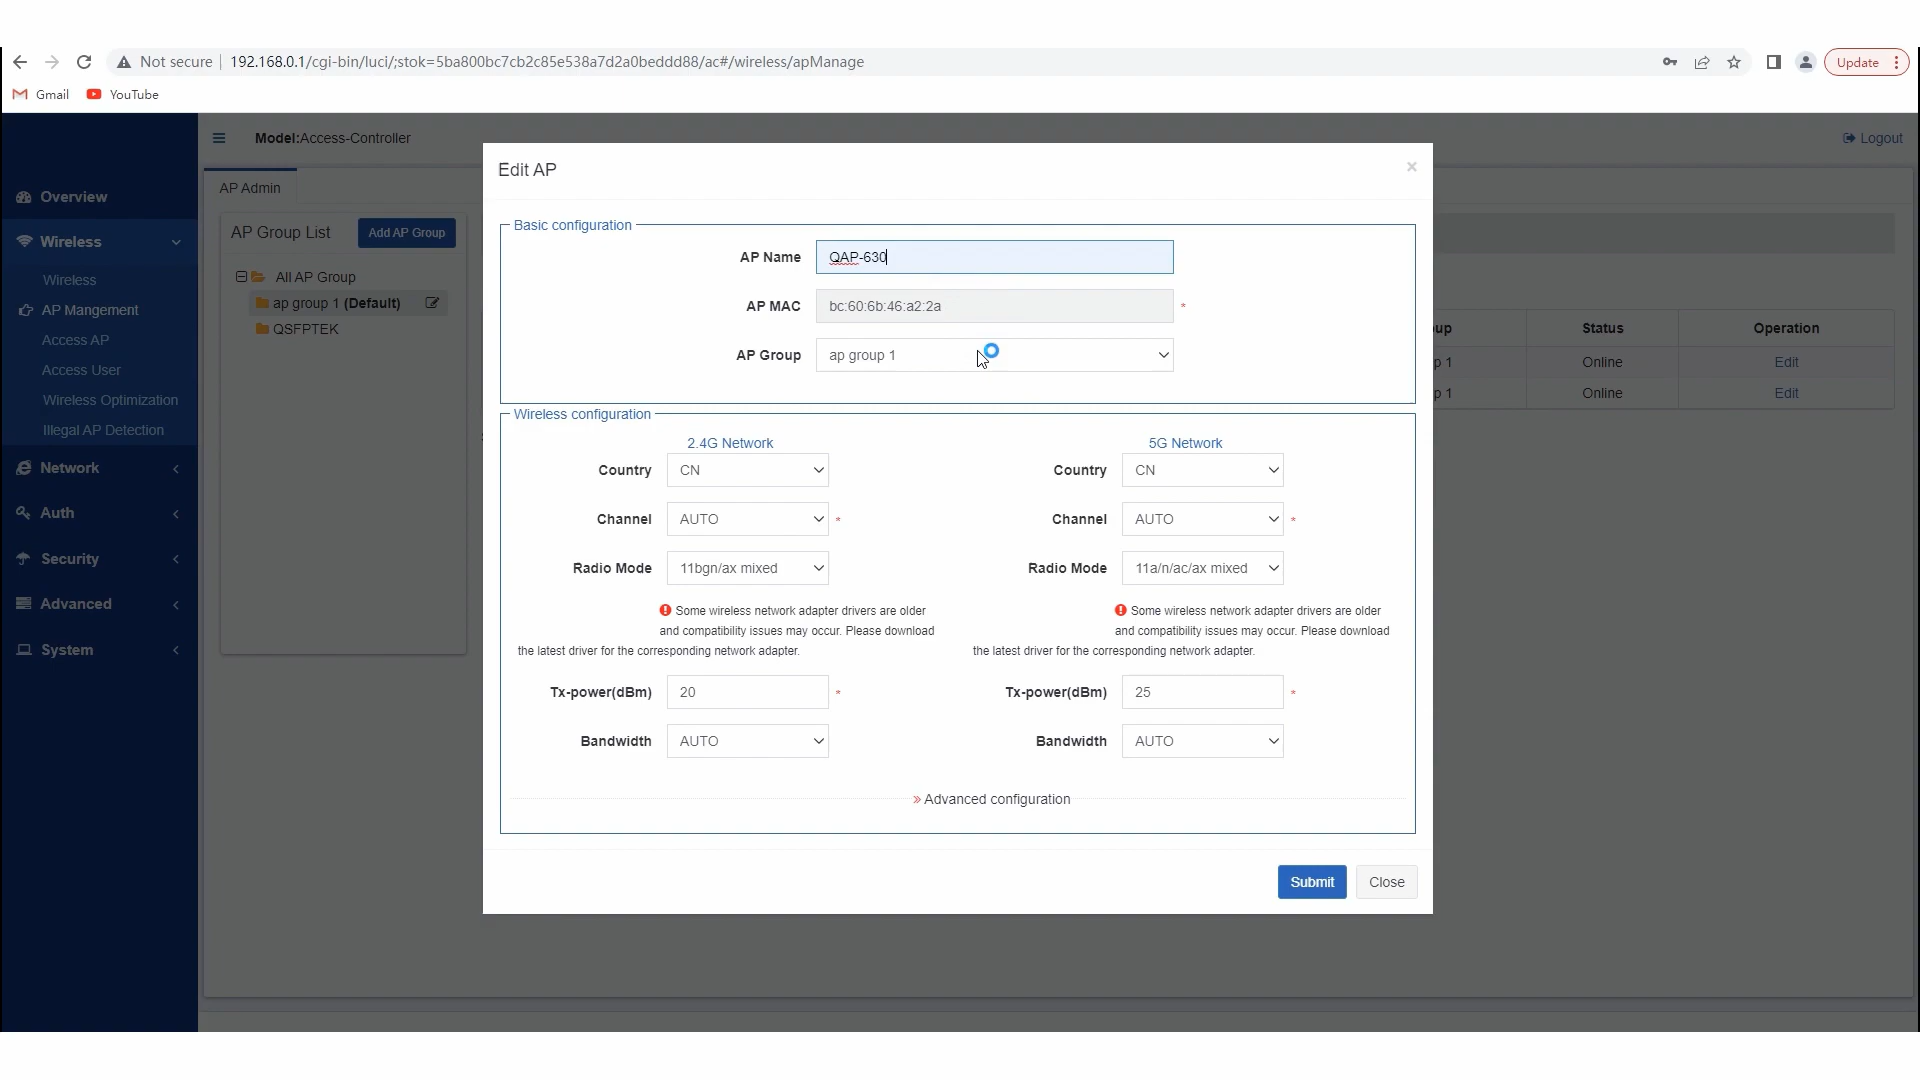 Not secure | 192.168.0.1/cgi-bin/luci/;stok=5ba800bc7cb2c85e538a7d2a0beddd88/ac#/wireless/apManage
Update
Gmail YouTube
Model:Access-Controller
Logout
Overview
Wireless
Wireless
AP Mangement
Access AP
Access User
Wireless Optimization
Illegal AP Detection
Network
Auth
Security
Advanced
System
AP Admin
AP Group List Add AP Group
All AP Group
ap group 1 (Default)
QSFPTEK
Edit AP ×
Basic configuration
AP Name QAP-630
AP MAC bc:60:6b:46:a2:2a *
AP Group ap group 1
Wireless configuration
2.4G Network
Country CN
Channel AUTO *
Radio Mode 11bgn/ax mixed
Some wireless network adapter drivers are older
and compatibility issues may occur. Please download
the latest driver for the corresponding network adapter.
Tx-power(dBm) 20 *
Bandwidth AUTO
5G Network
Country CN
Channel AUTO *
Radio Mode 11a/n/ac/ax mixed
Some wireless network adapter drivers are older
and compatibility issues may occur. Please download
the latest driver for the corresponding network adapter.
Tx-power(dBm) 25 *
Bandwidth AUTO
» Advanced configuration
Submit Close
up Status Operation
p 1 Online Edit
p 1 Online Edit